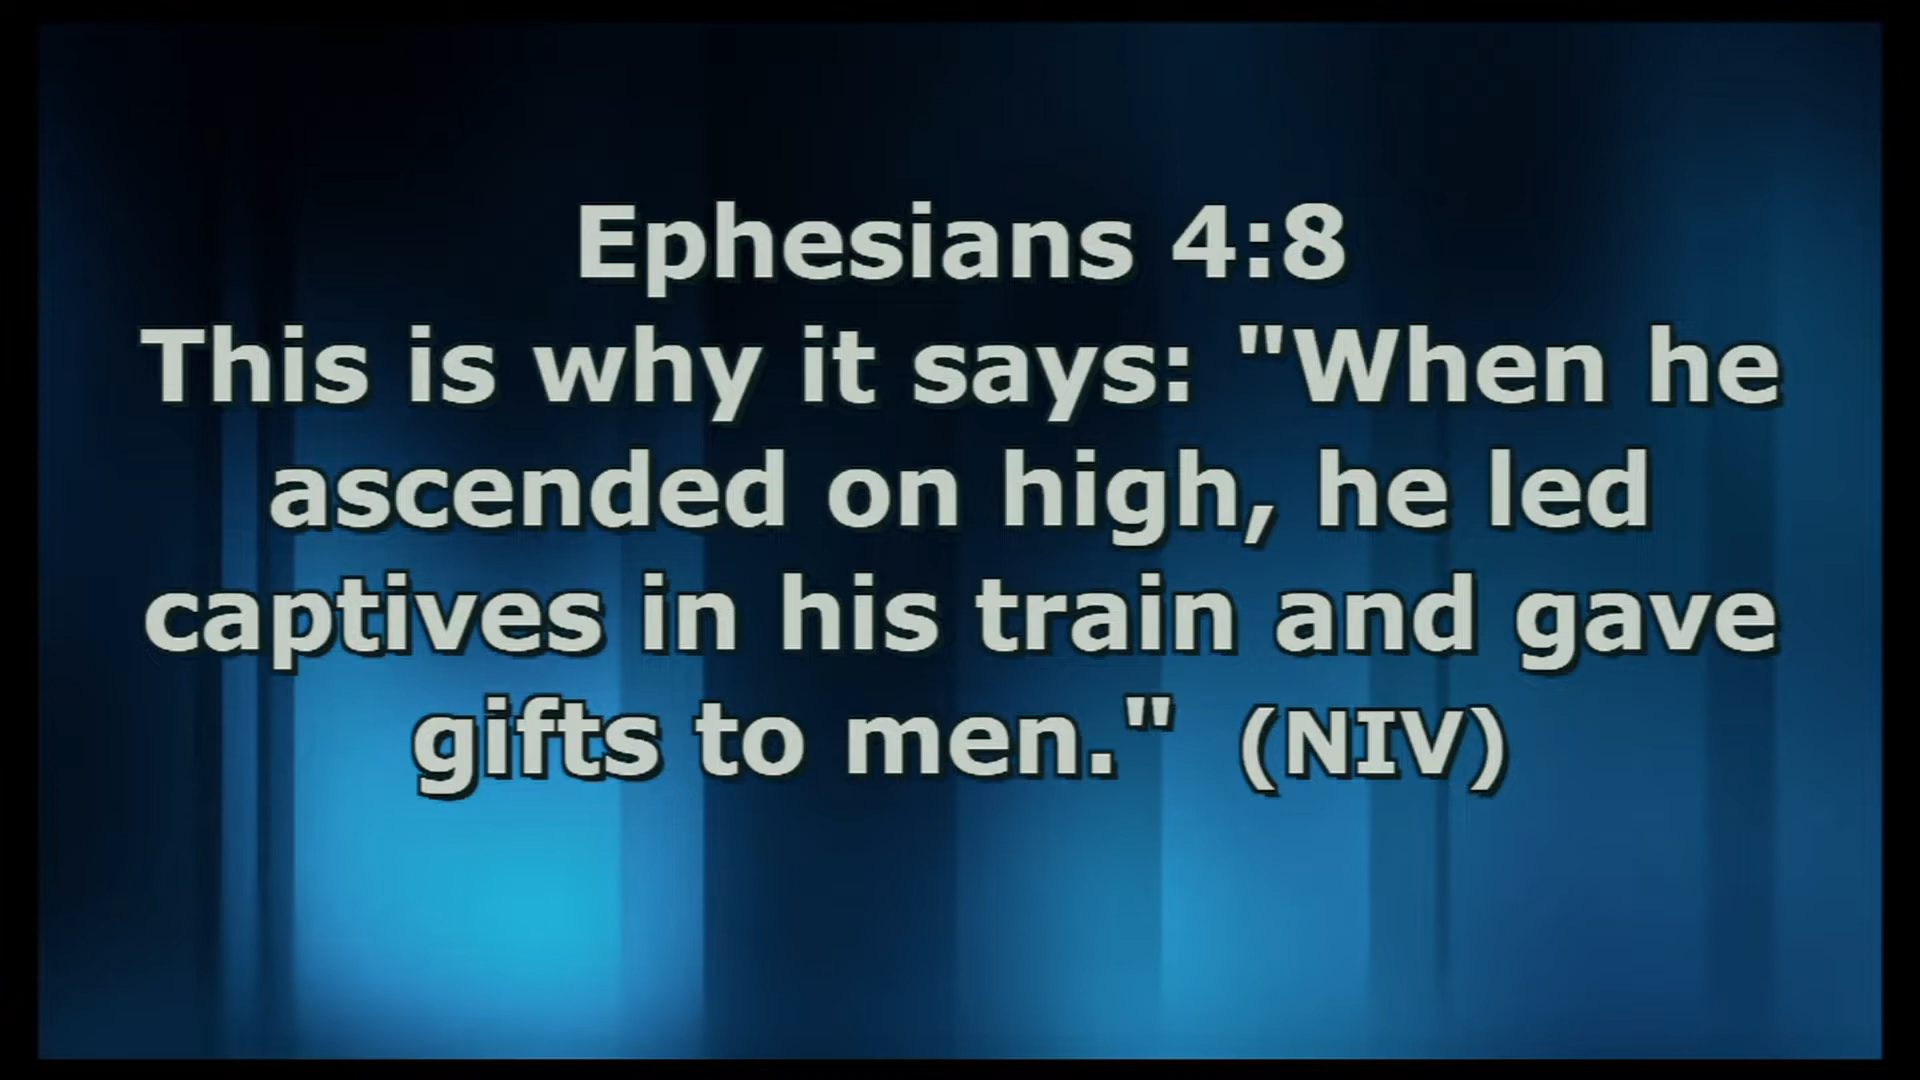 Ephesians 4:8
This is why it says: "When he
ascended on high, he led
captives in his train and gave
gifts to men." (NIV)